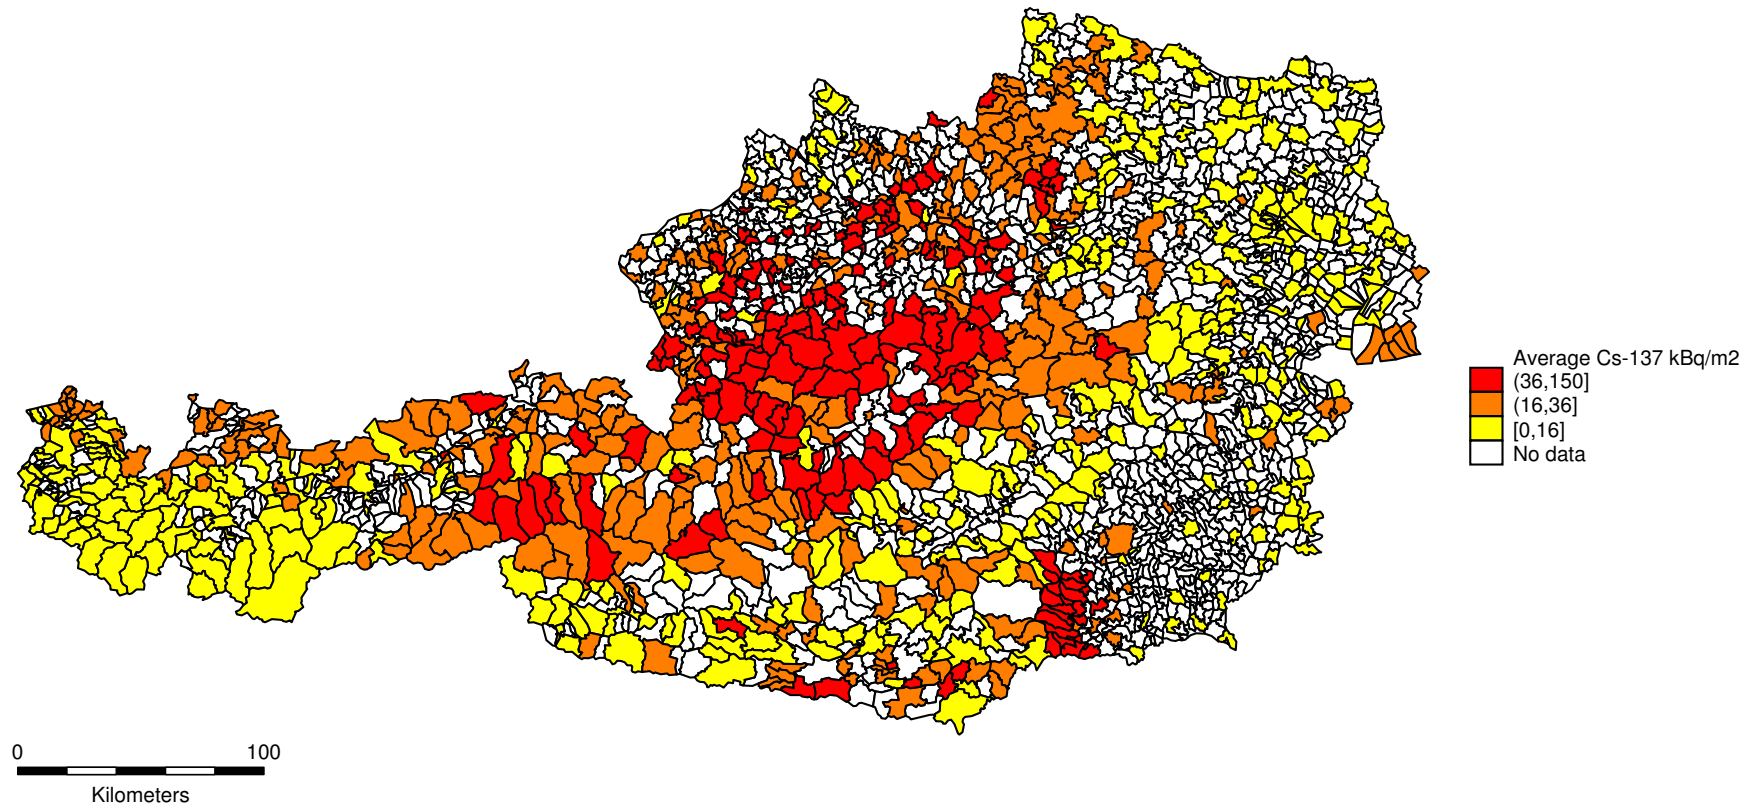 Average Cs-137 kBq/m2
(36,150]
(16,36]
[0,16]
No data
0 100
Kilometers